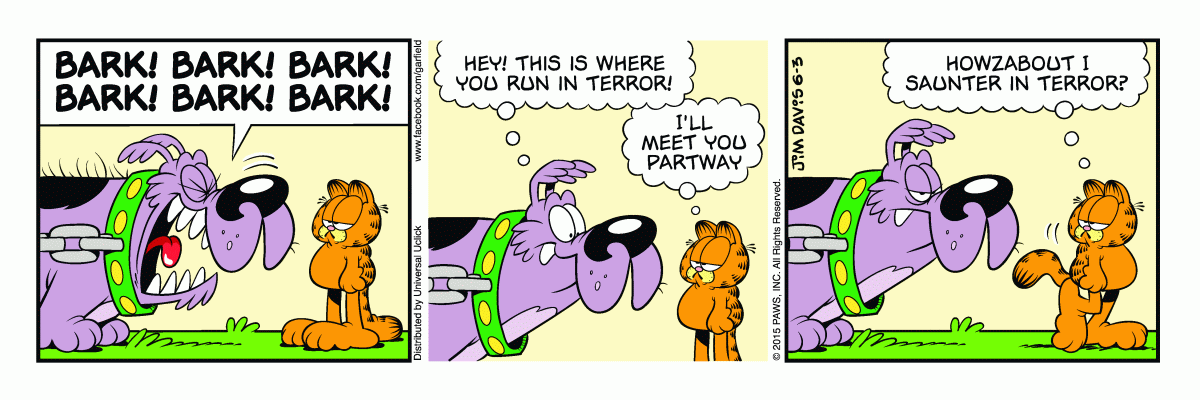 BARK! BARK! BARK!
BARK! BARK! BARK!
www.facebook.com/garfield
Distributed by Universal Uclick
HEY! THIS IS WHERE
YOU RUN IN TERROR!
I'LL
MEET YOU
PARTWAY
© 2015 PAWS, INC. All Rights Reserved.
JIM DAVIS 6-3
HOWZABOUT I
SAUNTER IN TERROR?